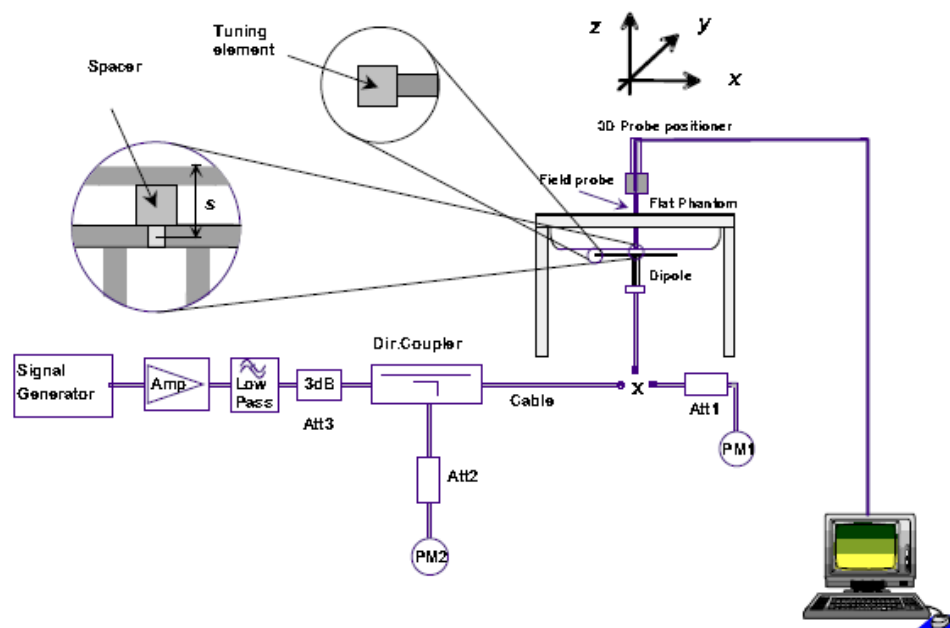 Tuning
element
Spacer
z
y
x
3D Probe positioner
Field probe
Flat Phantom
s
Dipole
Dir.Coupler
Signal
Generator
Amp
Low
Pass
3dB
Att3
Cable
x
Att1
PM1
Att2
PM2